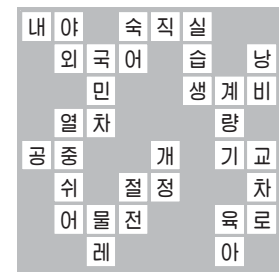 내 야 숙 직 실
외 국 어 습 낭
민 생 계 비
열 차 량
공 중 개 기 교
쉬 절 정 차
어 물 전 육 로
레 아